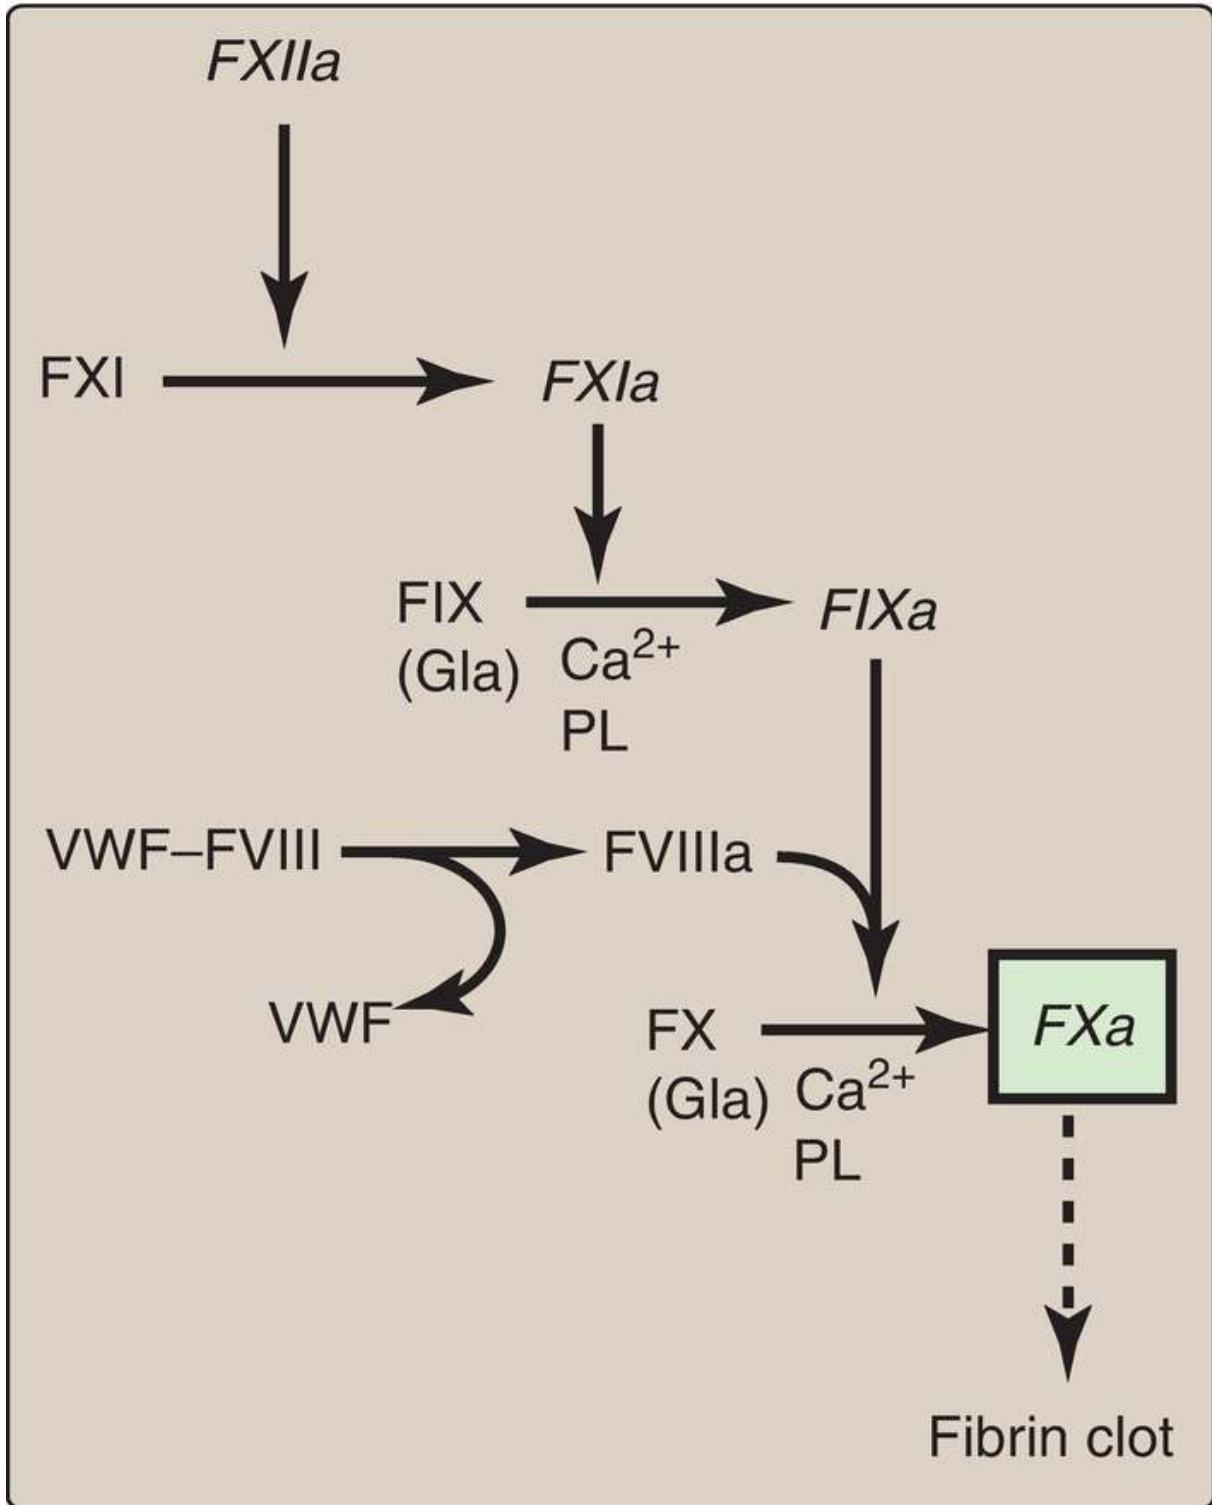 FXIIa
FXI
FXIa
FIX
(Gla)
Ca²⁺
PL
FIXa
VWF–FVIII
FVIIIa
VWF
FX
(Gla)
Ca²⁺
PL
FXa
Fibrin clot